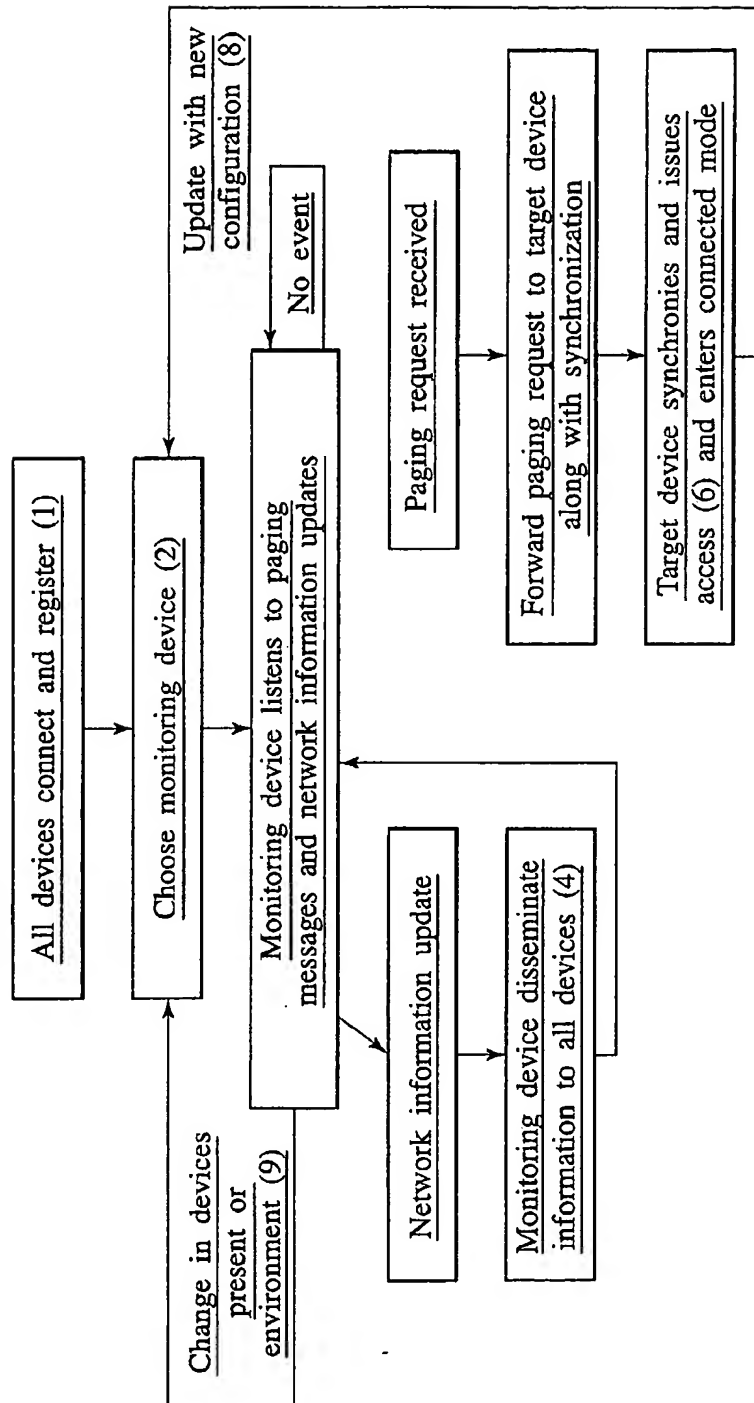 All devices connect and register (1)
Choose monitoring device (2)
Update with new
configuration (8)
Change in devices
present or
environment (9)
Monitoring device listens to paging
messages and network information updates
No event
Network information update
Monitoring device disseminate
information to all devices (4)
Paging request received
Forward paging request to target device
along with synchronization
Target device synchronies and issues
access (6) and enters connected mode